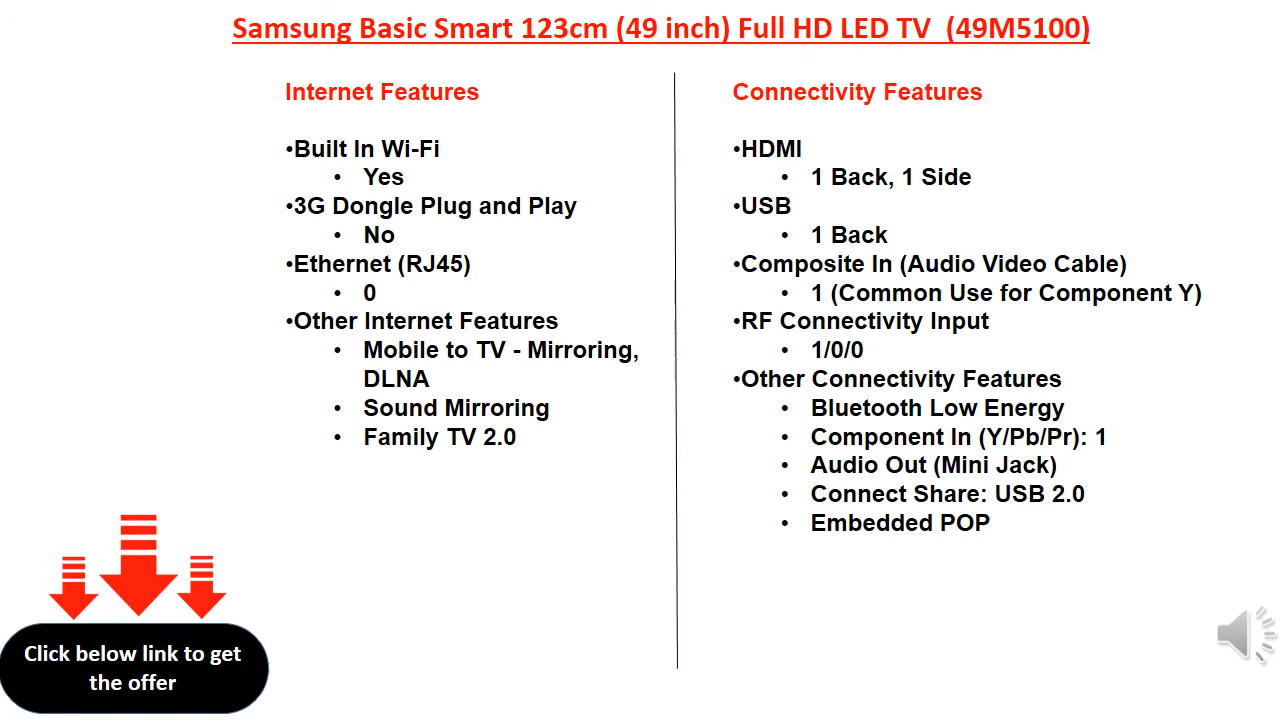 Samsung Basic Smart 123cm (49 inch) Full HD LED TV (49M5100)
Internet Features
•Built In Wi-Fi
• Yes
•3G Dongle Plug and Play
• No
•Ethernet (RJ45)
• 0
•Other Internet Features
• Mobile to TV - Mirroring,
DLNA
• Sound Mirroring
• Family TV 2.0
Connectivity Features
•HDMI
• 1 Back, 1 Side
•USB
• 1 Back
•Composite In (Audio Video Cable)
• 1 (Common Use for Component Y)
•RF Connectivity Input
• 1/0/0
•Other Connectivity Features
• Bluetooth Low Energy
• Component In (Y/Pb/Pr): 1
• Audio Out (Mini Jack)
• Connect Share: USB 2.0
• Embedded POP
Click below link to get
the offer